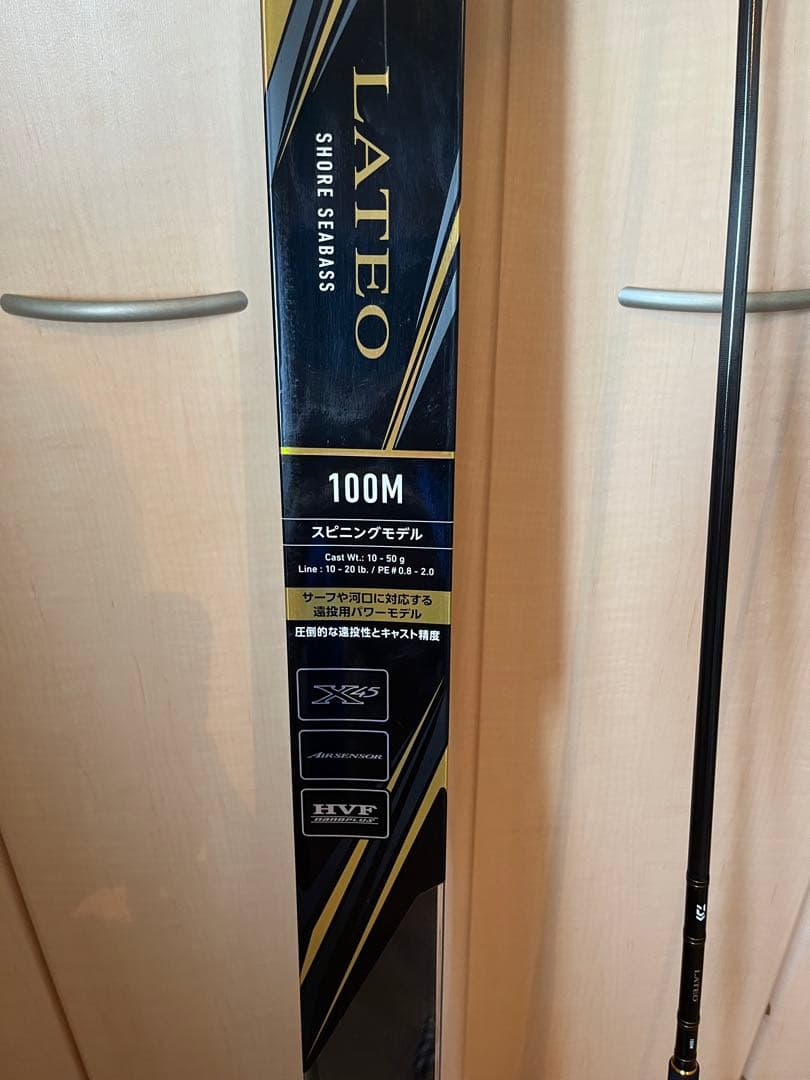 LATEO
SHORE SEABASS
100M
スピニングモデル
Cast Wt.: 10 - 50 g
Line : 10 - 20 lb. / PE # 0.8 - 2.0
サーフや河口に対応する
遠投用パワーモデル
圧倒的な遠投性とキャスト精度
X45
AIRSENSOR
HVF
nanoplus
LATEO
100M